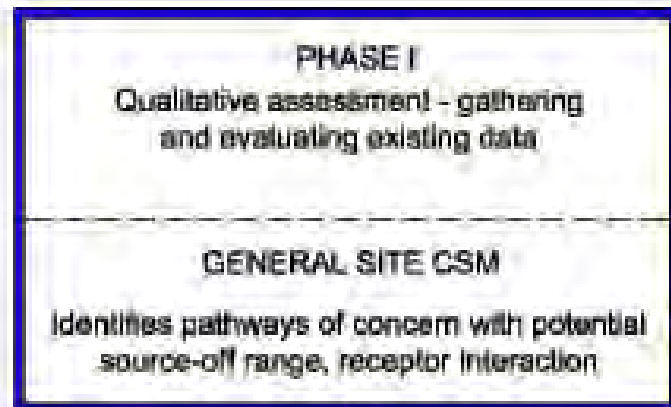 PHASE I
Qualitative assessment - gathering
and evaluating existing data
GENERAL SITE CSM
Identifies pathways of concern with potential
source-off range, receptor interaction